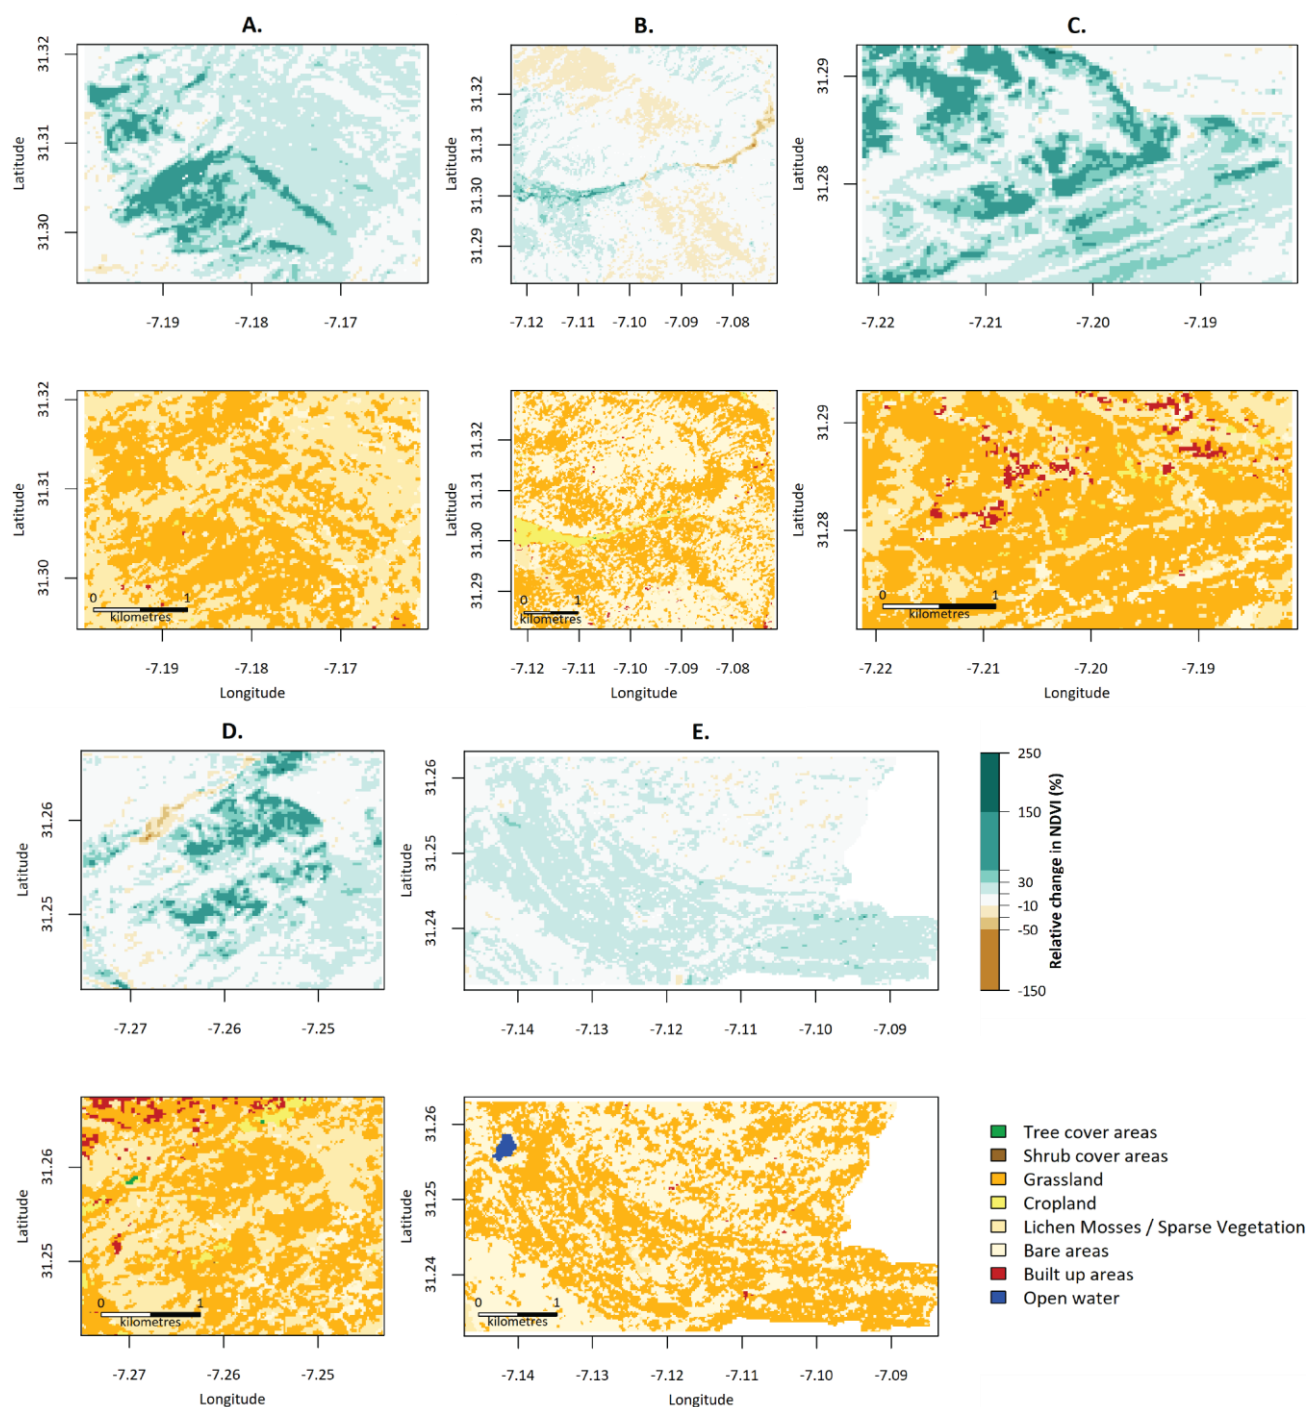 A. B. C.
Latitude 31.32 31.31 31.30
-7.19 -7.18 -7.17
Latitude 31.32 31.31 31.30 31.29
-7.12 -7.11 -7.10 -7.09 -7.08
Latitude 31.29 31.28
-7.22 -7.21 -7.20 -7.19
Latitude 31.32 31.31 31.30
0 1
kilometres
-7.19 -7.18 -7.17
Longitude
Latitude 31.32 31.31 31.30 31.29
0 1
kilometres
-7.12 -7.11 -7.10 -7.09 -7.08
Longitude
Latitude 31.29 31.28
0 1
kilometres
-7.22 -7.21 -7.20 -7.19
Longitude
D. E.
Latitude 31.26 31.25
-7.27 -7.26 -7.25
Latitude 31.26 31.25 31.24
-7.14 -7.13 -7.12 -7.11 -7.10 -7.09
250
150
30
-10
-50
-150
Relative change in NDVI (%)
Latitude 31.26 31.25
0 1
kilometres
-7.27 -7.26 -7.25
Longitude
Latitude 31.26 31.25 31.24
0 1
kilometres
-7.14 -7.13 -7.12 -7.11 -7.10 -7.09
Longitude
Tree cover areas
Shrub cover areas
Grassland
Cropland
Lichen Mosses / Sparse Vegetation
Bare areas
Built up areas
Open water